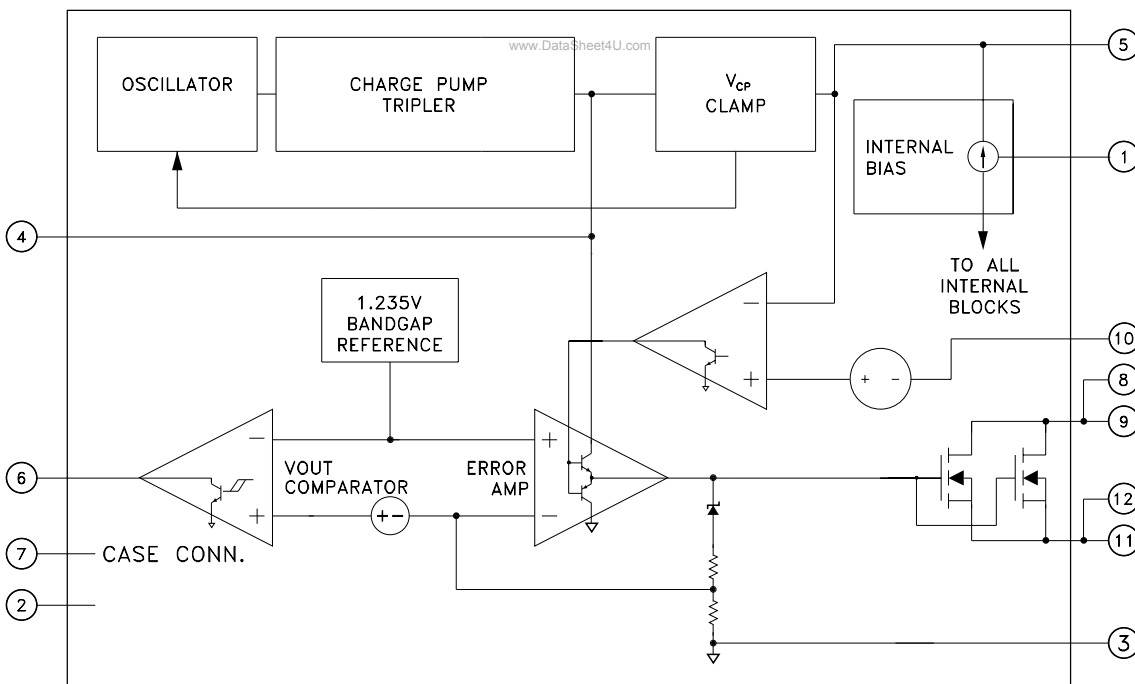 www.DataSheet4U.com
5
OSCILLATOR
CHARGE PUMP
TRIPLER
VCP
CLAMP
INTERNAL
BIAS
1
4
TO ALL
INTERNAL
BLOCKS
1.235V
BANDGAP
REFERENCE
−
+
+ -
10
8
9
−
+
VOUT
COMPARATOR
+-
ERROR
AMP
+
−
6
12
11
7
CASE CONN.
2
3